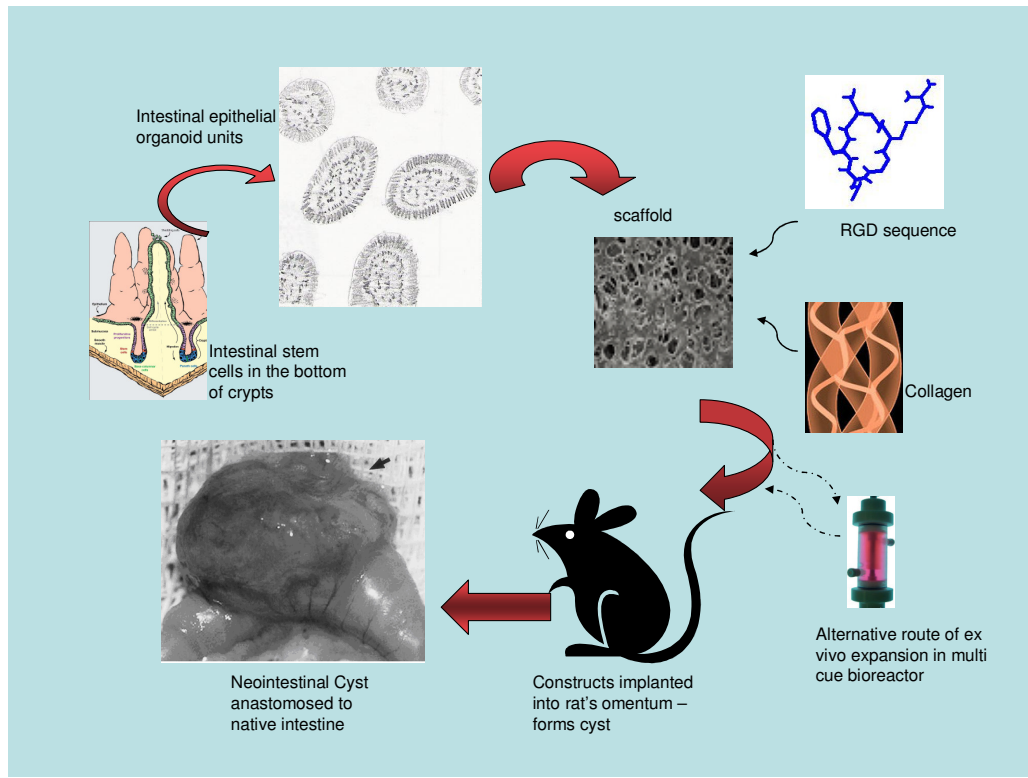 Intestinal epithelial
organoid units
scaffold
RGD sequence
Intestinal stem
cells in the bottom
of crypts
Collagen
Neointestinal Cyst
anastomosed to
native intestine
Constructs implanted
into rat's omentum –
forms cyst
Alternative route of ex
vivo expansion in multi
cue bioreactor